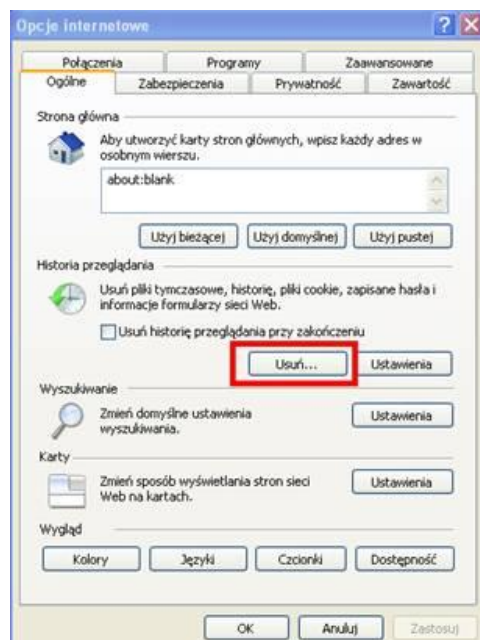 Opcje internetowe
Połączenia Programy Zaawansowane
Ogólne Zabezpieczenia Prywatność Zawartość
Strona główna
Aby utworzyć karty stron głównych, wpisz każdy adres w
osobnym wierszu.
about:blank
Użyj bieżącej Użyj domyślnej Użyj pustej
Historia przeglądania
Usuń pliki tymczasowe, historię, pliki cookie, zapisane hasła i
informacje formularzy sieci Web.
Usuń historię przeglądania przy zakończeniu
Usuń... Ustawienia
Wyszukiwanie
Zmień domyślne ustawienia
wyszukiwania.
Ustawienia
Karty
Zmień sposób wyświetlania stron sieci
Web na kartach.
Ustawienia
Wygląd
Kolory Języki Czcionki Dostępność
OK Anuluj Zastosuj